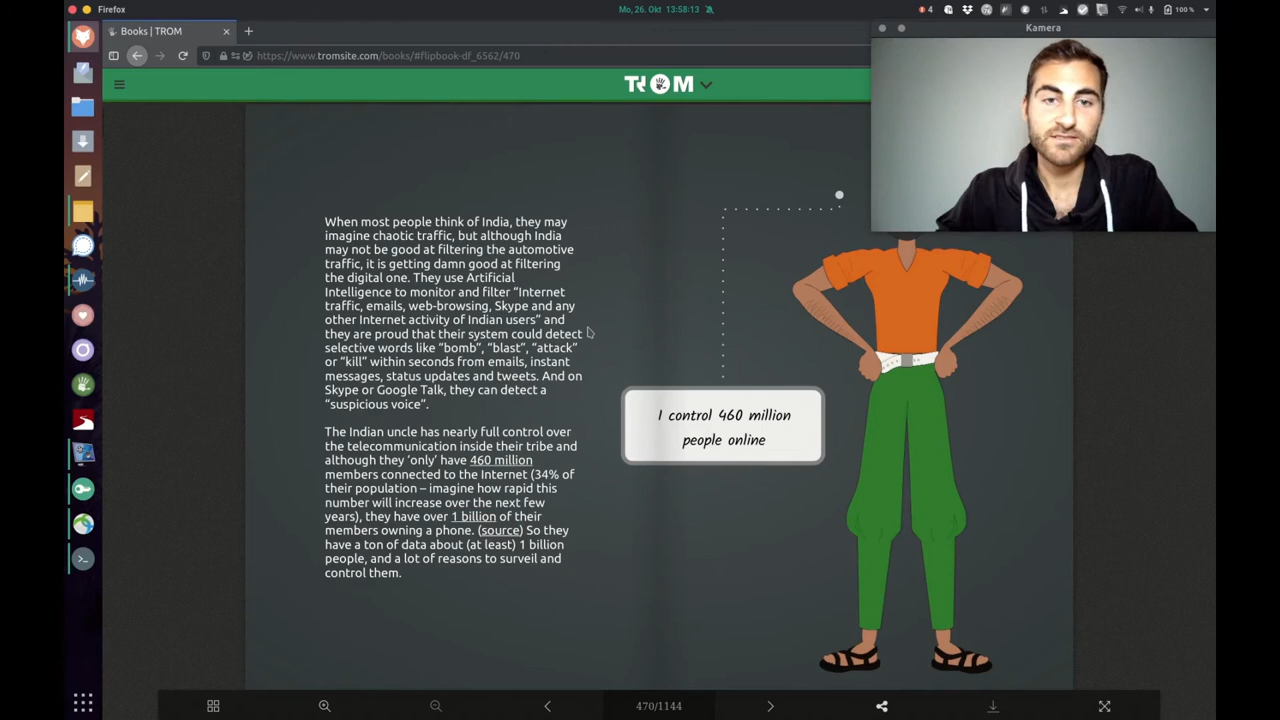 Firefox
Mo, 26. Okt 13:58:13
4
100 %
Books | TROM
Kamera
https://www.tromsite.com/books/#flipbook-df_6562/470
TROM
When most people think of India, they may
imagine chaotic traffic, but although India
may not be good at filtering the automotive
traffic, it is getting damn good at filtering
the digital one. They use Artificial
Intelligence to monitor and filter “Internet
traffic, emails, web-browsing, Skype and any
other Internet activity of Indian users” and
they are proud that their system could detect
selective words like “bomb”, “blast”, “attack”
or “kill” within seconds from emails, instant
messages, status updates and tweets. And on
Skype or Google Talk, they can detect a
“suspicious voice”.
The Indian uncle has nearly full control over
the telecommunication inside their tribe and
although they ‘only’ have 460 million
members connected to the Internet (34% of
their population – imagine how rapid this
number will increase over the next few
years), they have over 1 billion of their
members owning a phone. (source) So they
have a ton of data about (at least) 1 billion
people, and a lot of reasons to surveil and
control them.
I control 460 million
people online
470/1144